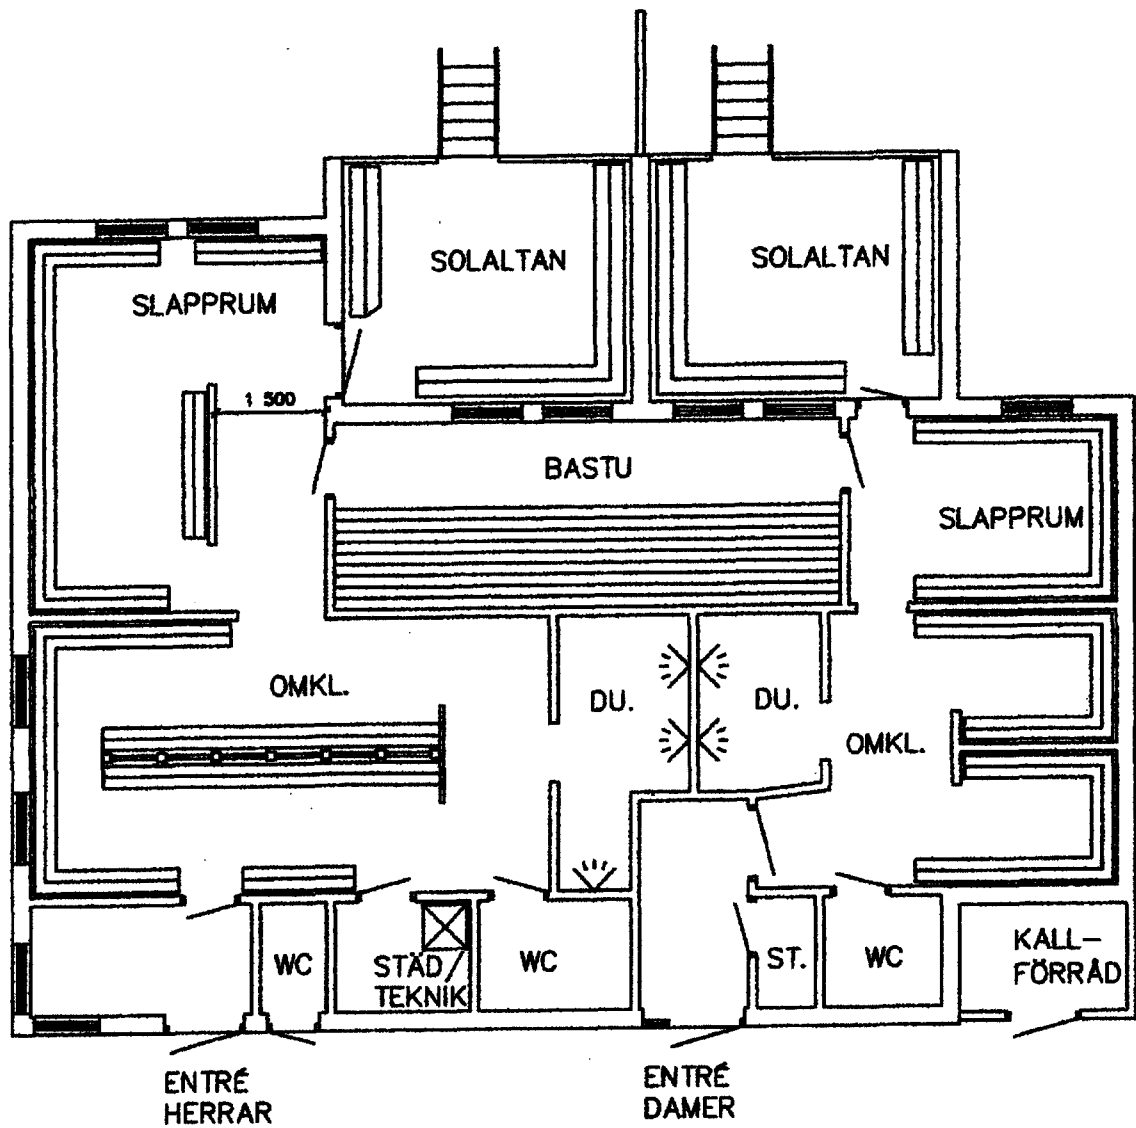 SOLALTAN
SOLALTAN
SLAPPRUM
1 500
BASTU
SLAPPRUM
OMKL.
DU.
DU.
OMKL.
WC
STÄD/
TEKNIK
WC
ST.
WC
KALL-
FÖRRÅD
ENTRÉ
HERRAR
ENTRÉ
DAMER